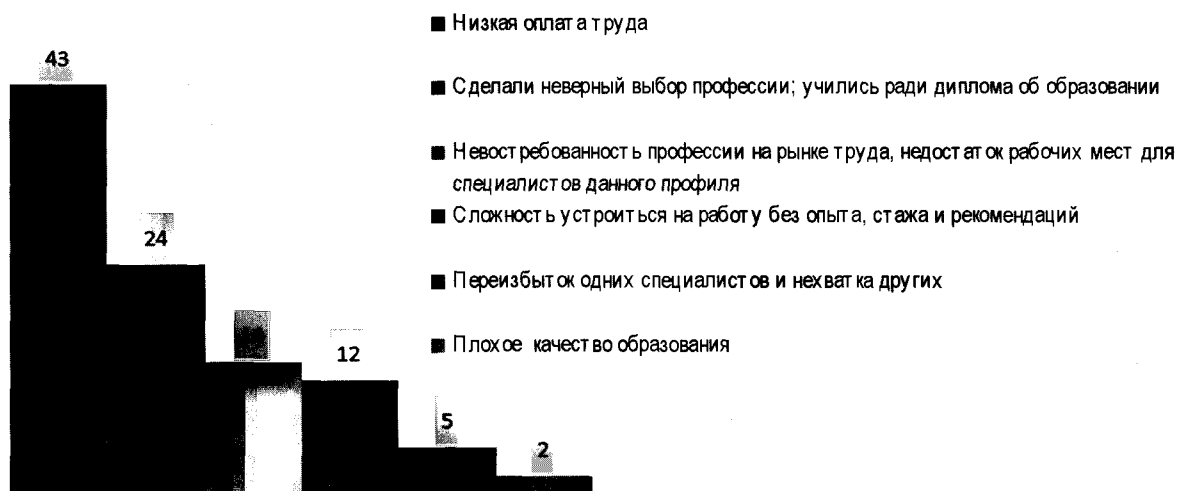 Низкая оплата труда
43
Сделали неверный выбор профессии; учились ради диплома об образовании
Невостребованность профессии на рынке труда, недостаток рабочих мест для
специалистов данного профиля
Сложность устроиться на работу без опыта, стажа и рекомендаций
24
Переизбыток одних специалистов и нехватка других
Плохое качество образования
12
5
2